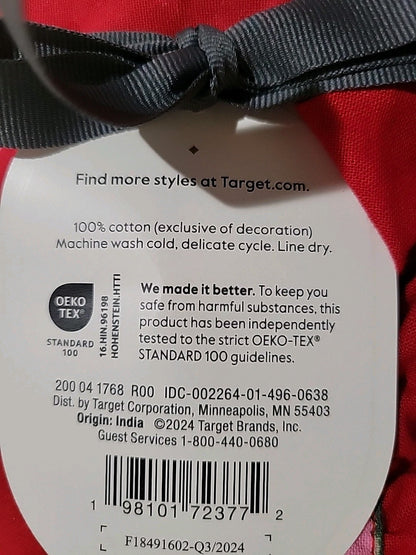 Find more styles at Target.com.
100% cotton (exclusive of decoration)
Machine wash cold, delicate cycle. Line dry.
OEKO
TEX®
STANDARD
100
16.HIN.96198
HOHENSTEIN.HTTI
We made it better. To keep you
safe from harmful substances, this
product has been independently
tested to the strict OEKO-TEX®
STANDARD 100 guidelines.
200 04 1768 R00 IDC-002264-01-496-0638
Dist. by Target Corporation, Minneapolis, MN 55403
Origin: India ©2024 Target Brands, Inc.
Guest Services 1-800-440-0680
1 98101 72377 2
F18491602-Q3/2024